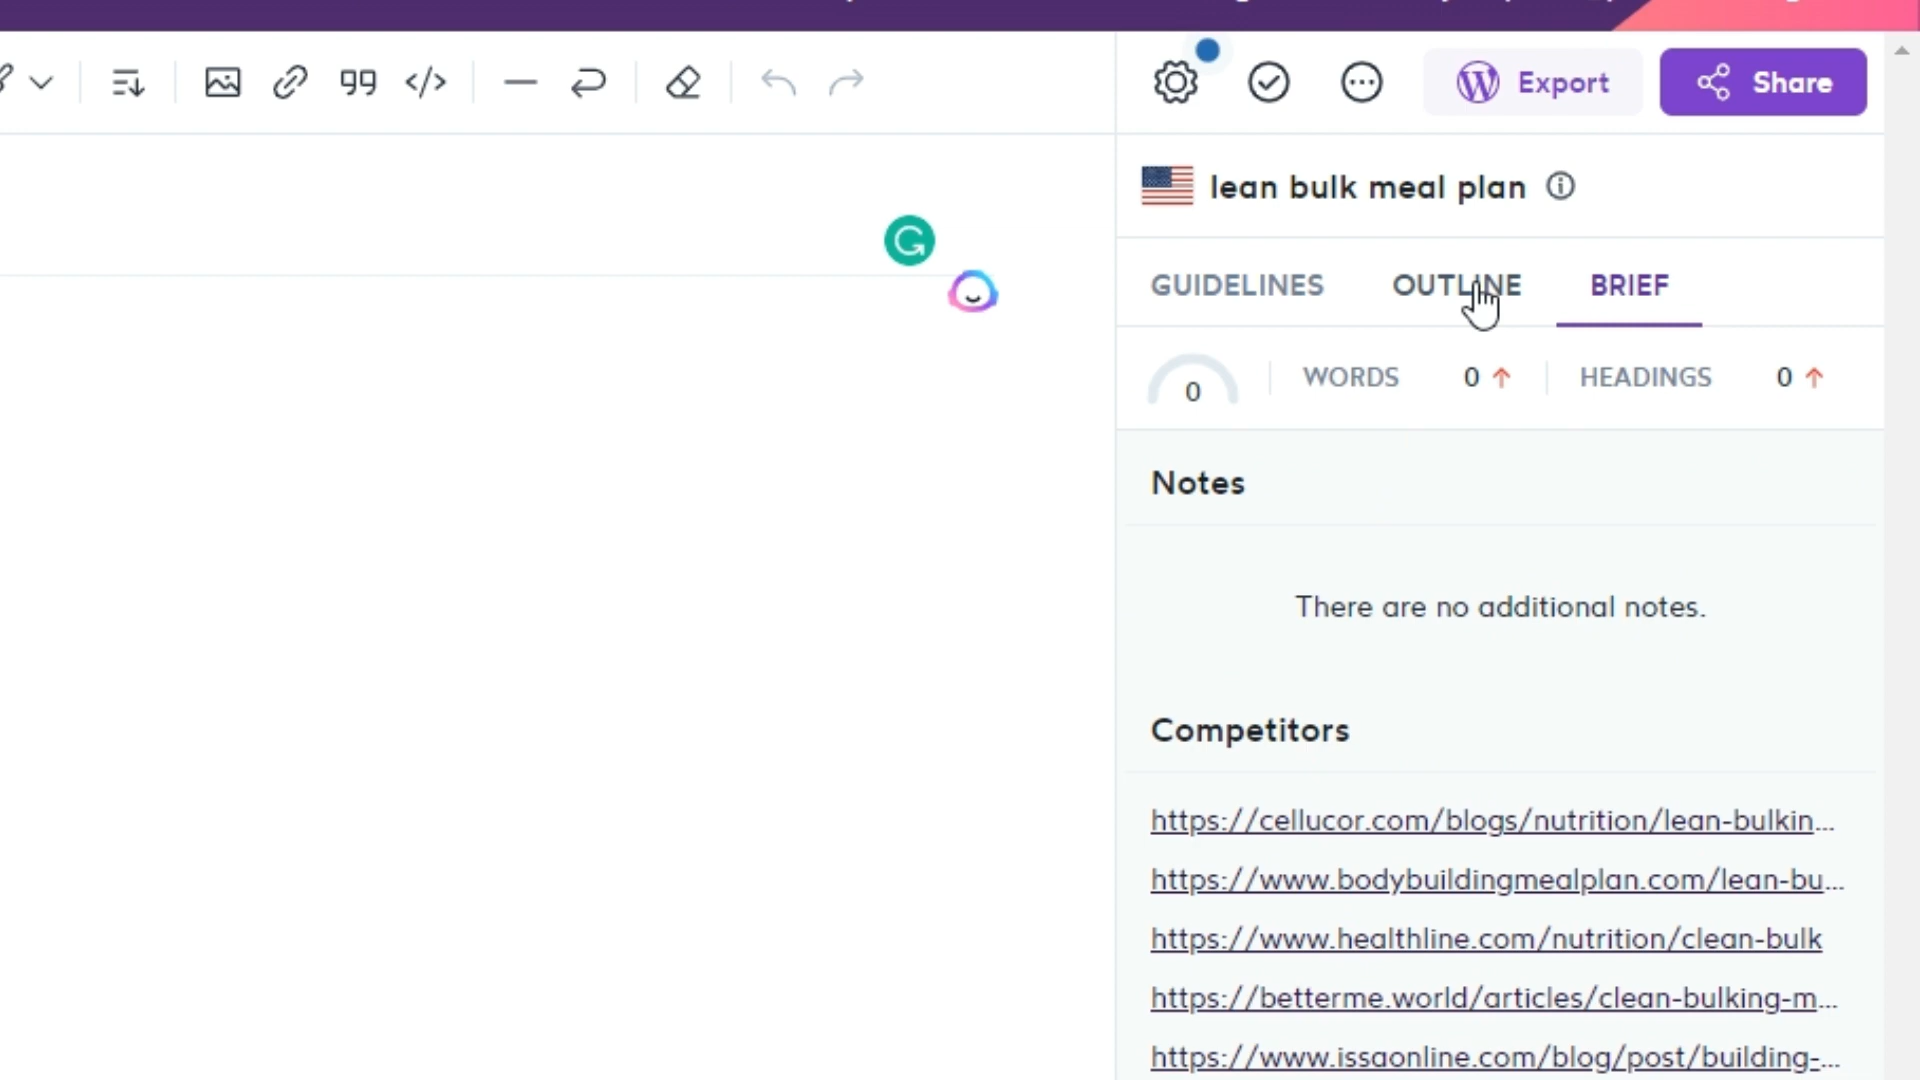 Export
Share
lean bulk meal plan
GUIDELINES OUTLINE BRIEF
0 WORDS 0 HEADINGS 0
Notes
There are no additional notes.
Competitors
https://cellucor.com/blogs/nutrition/lean-bulkin...
https://www.bodybuildingmealplan.com/lean-bu...
https://www.healthline.com/nutrition/clean-bulk
https://betterme.world/articles/clean-bulking-m...
https://www.issaonline.com/blog/post/building-...